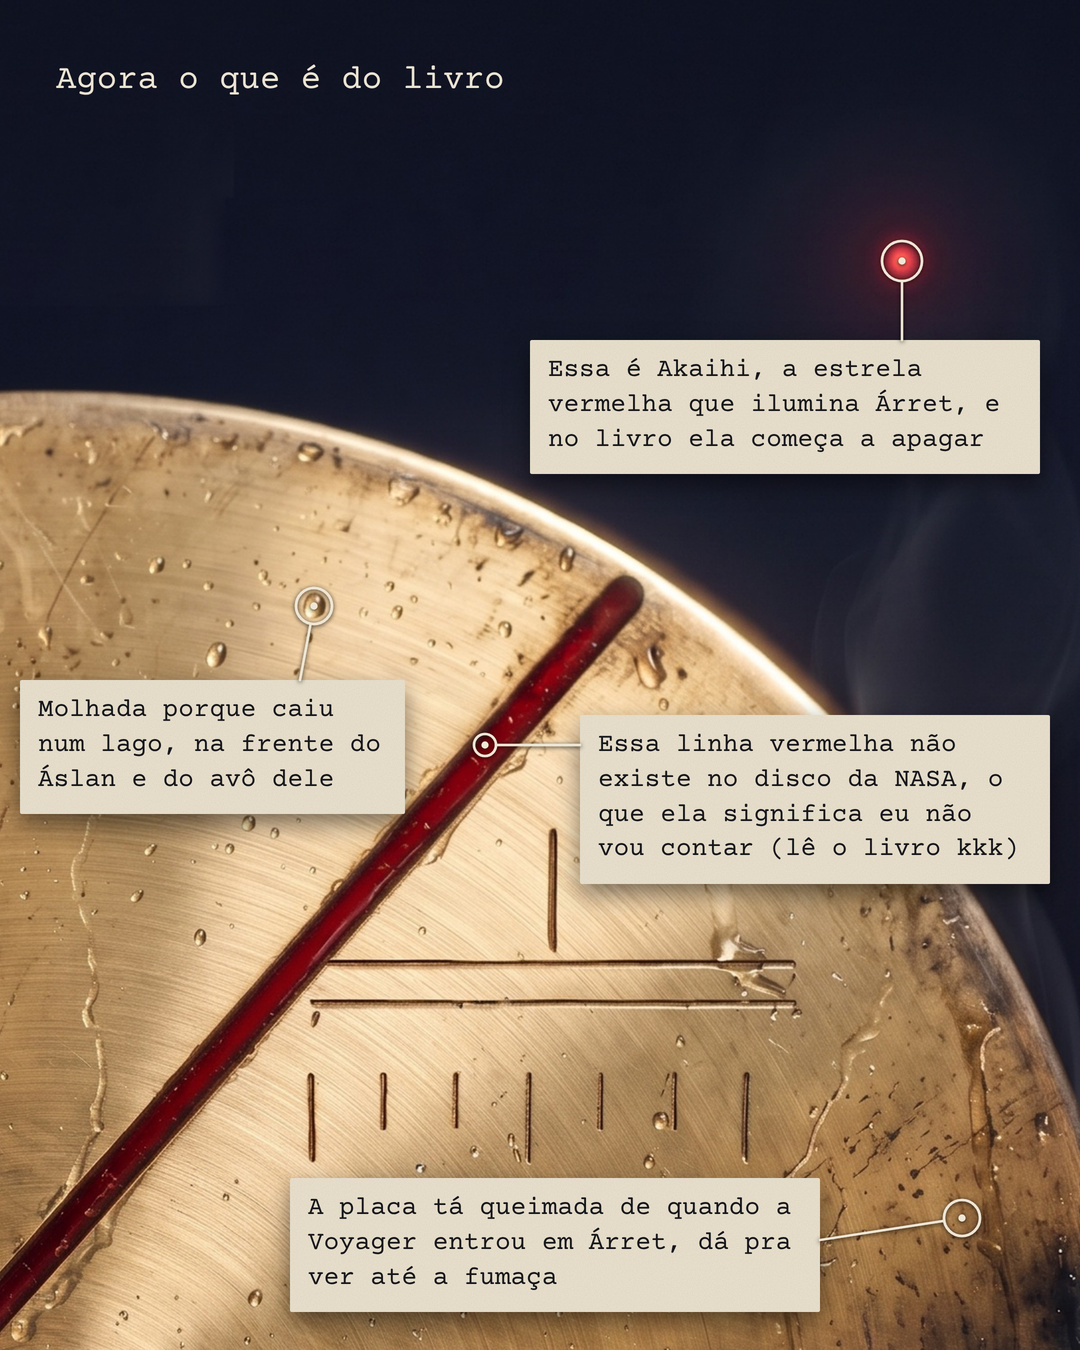 Agora o que é do livro
Essa é Akaihi, a estrela
vermelha que ilumina Árret, e
no livro ela começa a apagar
Molhada porque caiu
num lago, na frente do
Áslan e do avô dele
Essa linha vermelha não
existe no disco da NASA, o
que ela significa eu não
vou contar (lê o livro kkk)
A placa tá queimada de quando a
Voyager entrou em Árret, dá pra
ver até a fumaça